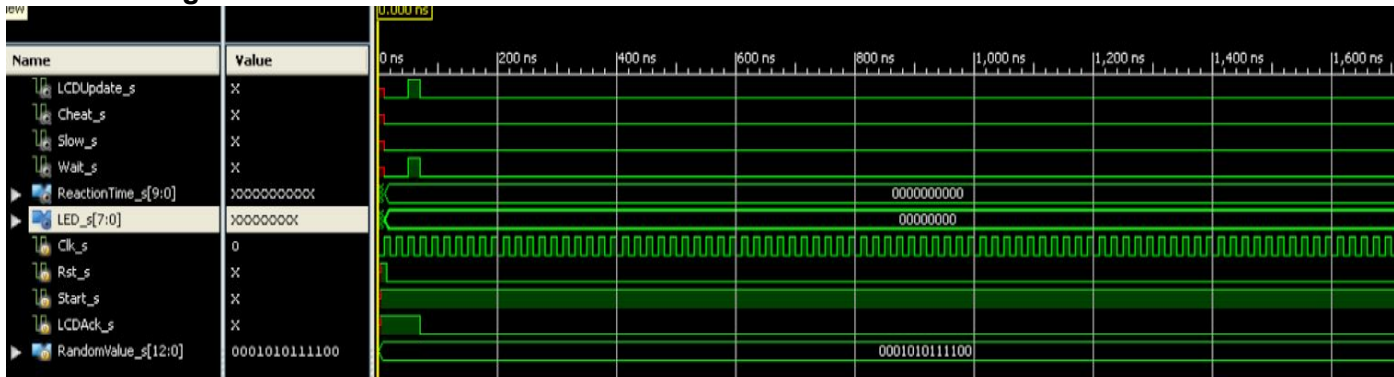 0.000 ns
Name Value 0 ns 200 ns 400 ns 600 ns 800 ns 1,000 ns 1,200 ns 1,400 ns 1,600 ns
LCDUpdate_s X
Cheat_s X
Slow_s X
Wait_s X
ReactionTime_s[9:0] XXXXXXXXXX 0000000000
LED_s[7:0] XXXXXXXX 00000000
Clk_s 0
Rst_s X
Start_s X
LCDAck_s X
RandomValue_s[12:0] 0001010111100 0001010111100